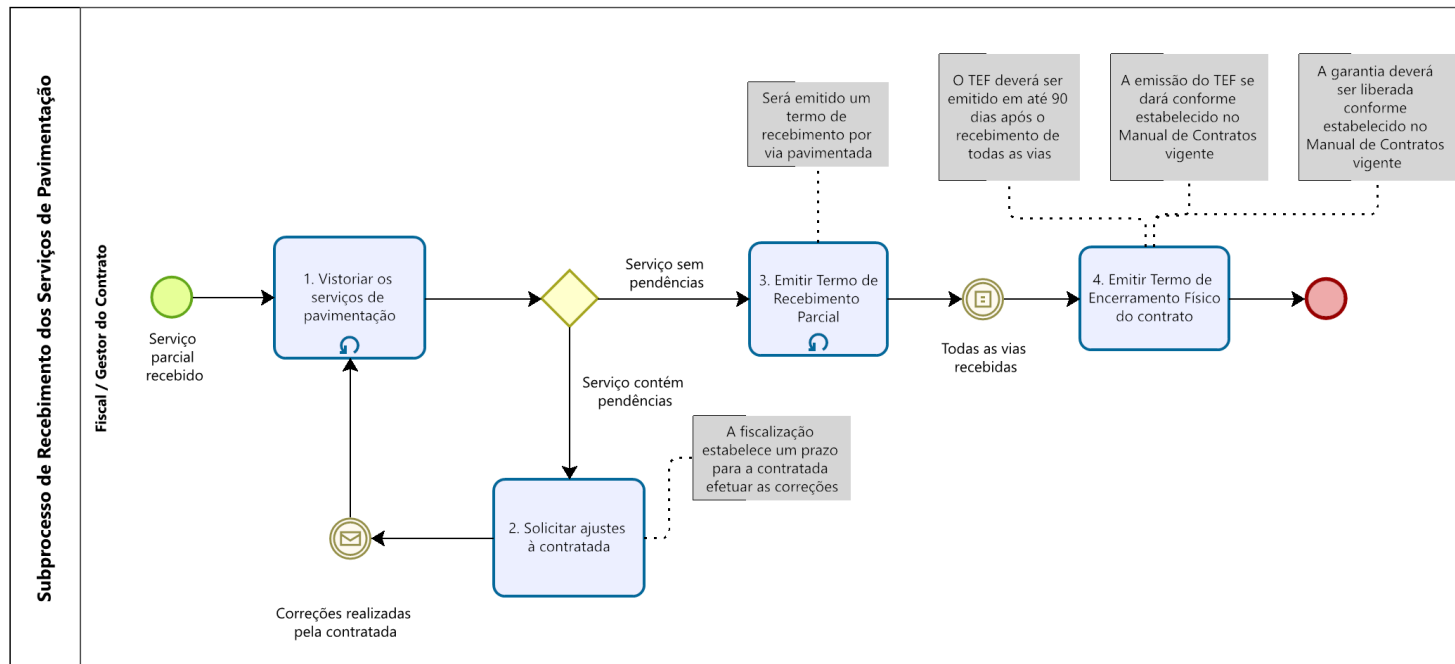 Subprocesso de Recebimento dos Serviços de Pavimentação
Fiscal / Gestor do Contrato
Serviço
parcial
recebido
1. Vistoriar os
serviços de
pavimentação
Serviço sem
pendências
Serviço contém
pendências
2. Solicitar ajustes
à contratada
A fiscalização
estabelece um prazo
para a contratada
efetuar as correções
Correções realizadas
pela contratada
Será emitido um
termo de
recebimento por
via pavimentada
3. Emitir Termo de
Recebimento
Parcial
Todas as vias
recebidas
O TEF deverá ser
emitido em até 90
dias após o
recebimento de
todas as vias
A emissão do TEF se
dará conforme
estabelecido no
Manual de Contratos
vigente
A garantia deverá
ser liberada
conforme
estabelecido no
Manual de Contratos
vigente
4. Emitir Termo de
Encerramento Físico
do contrato